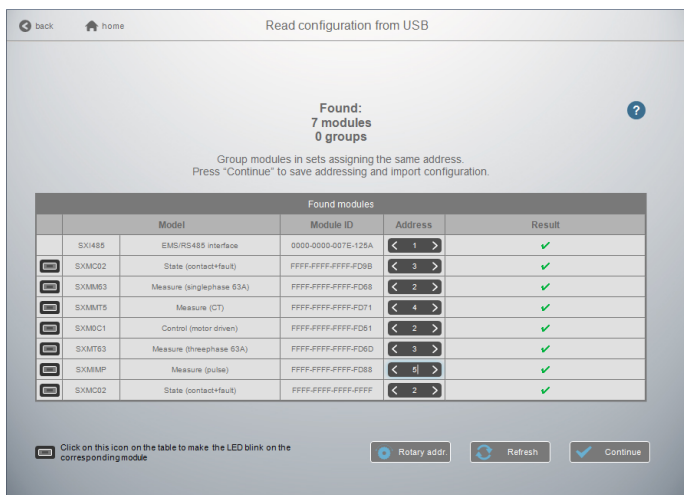 back home Read configuration from USB
Found:
7 modules
0 groups
?
Group modules in sets assigning the same address.
Press "Continue" to save addressing and import configuration.
Found modules
Model Module ID Address Result
SXI485 EMS/RS485 interface 0000-0000-007E-125A < 1 > ✔
SXMC02 State (contact+fault) FFFF-FFFF-FFFF-FD9B < 3 > ✔
SXMM63 Measure (singlephase 63A) FFFF-FFFF-FFFF-FD68 < 2 > ✔
SXMMT5 Measure (CT) FFFF-FFFF-FFFF-FD71 < 4 > ✔
SXM0C1 Control (motor driven) FFFF-FFFF-FFFF-FD51 < 2 > ✔
SXMT63 Measure (threephase 63A) FFFF-FFFF-FFFF-FD6D < 3 > ✔
SXMIMP Measure (pulse) FFFF-FFFF-FFFF-FD88 < 5 > ✔
SXMC02 State (contact+fault) FFFF-FFFF-FFFF-FFFF < 2 > ✔
Click on this icon on the table to make the LED blink on the
corresponding module
Rotary addr. Refresh Continue